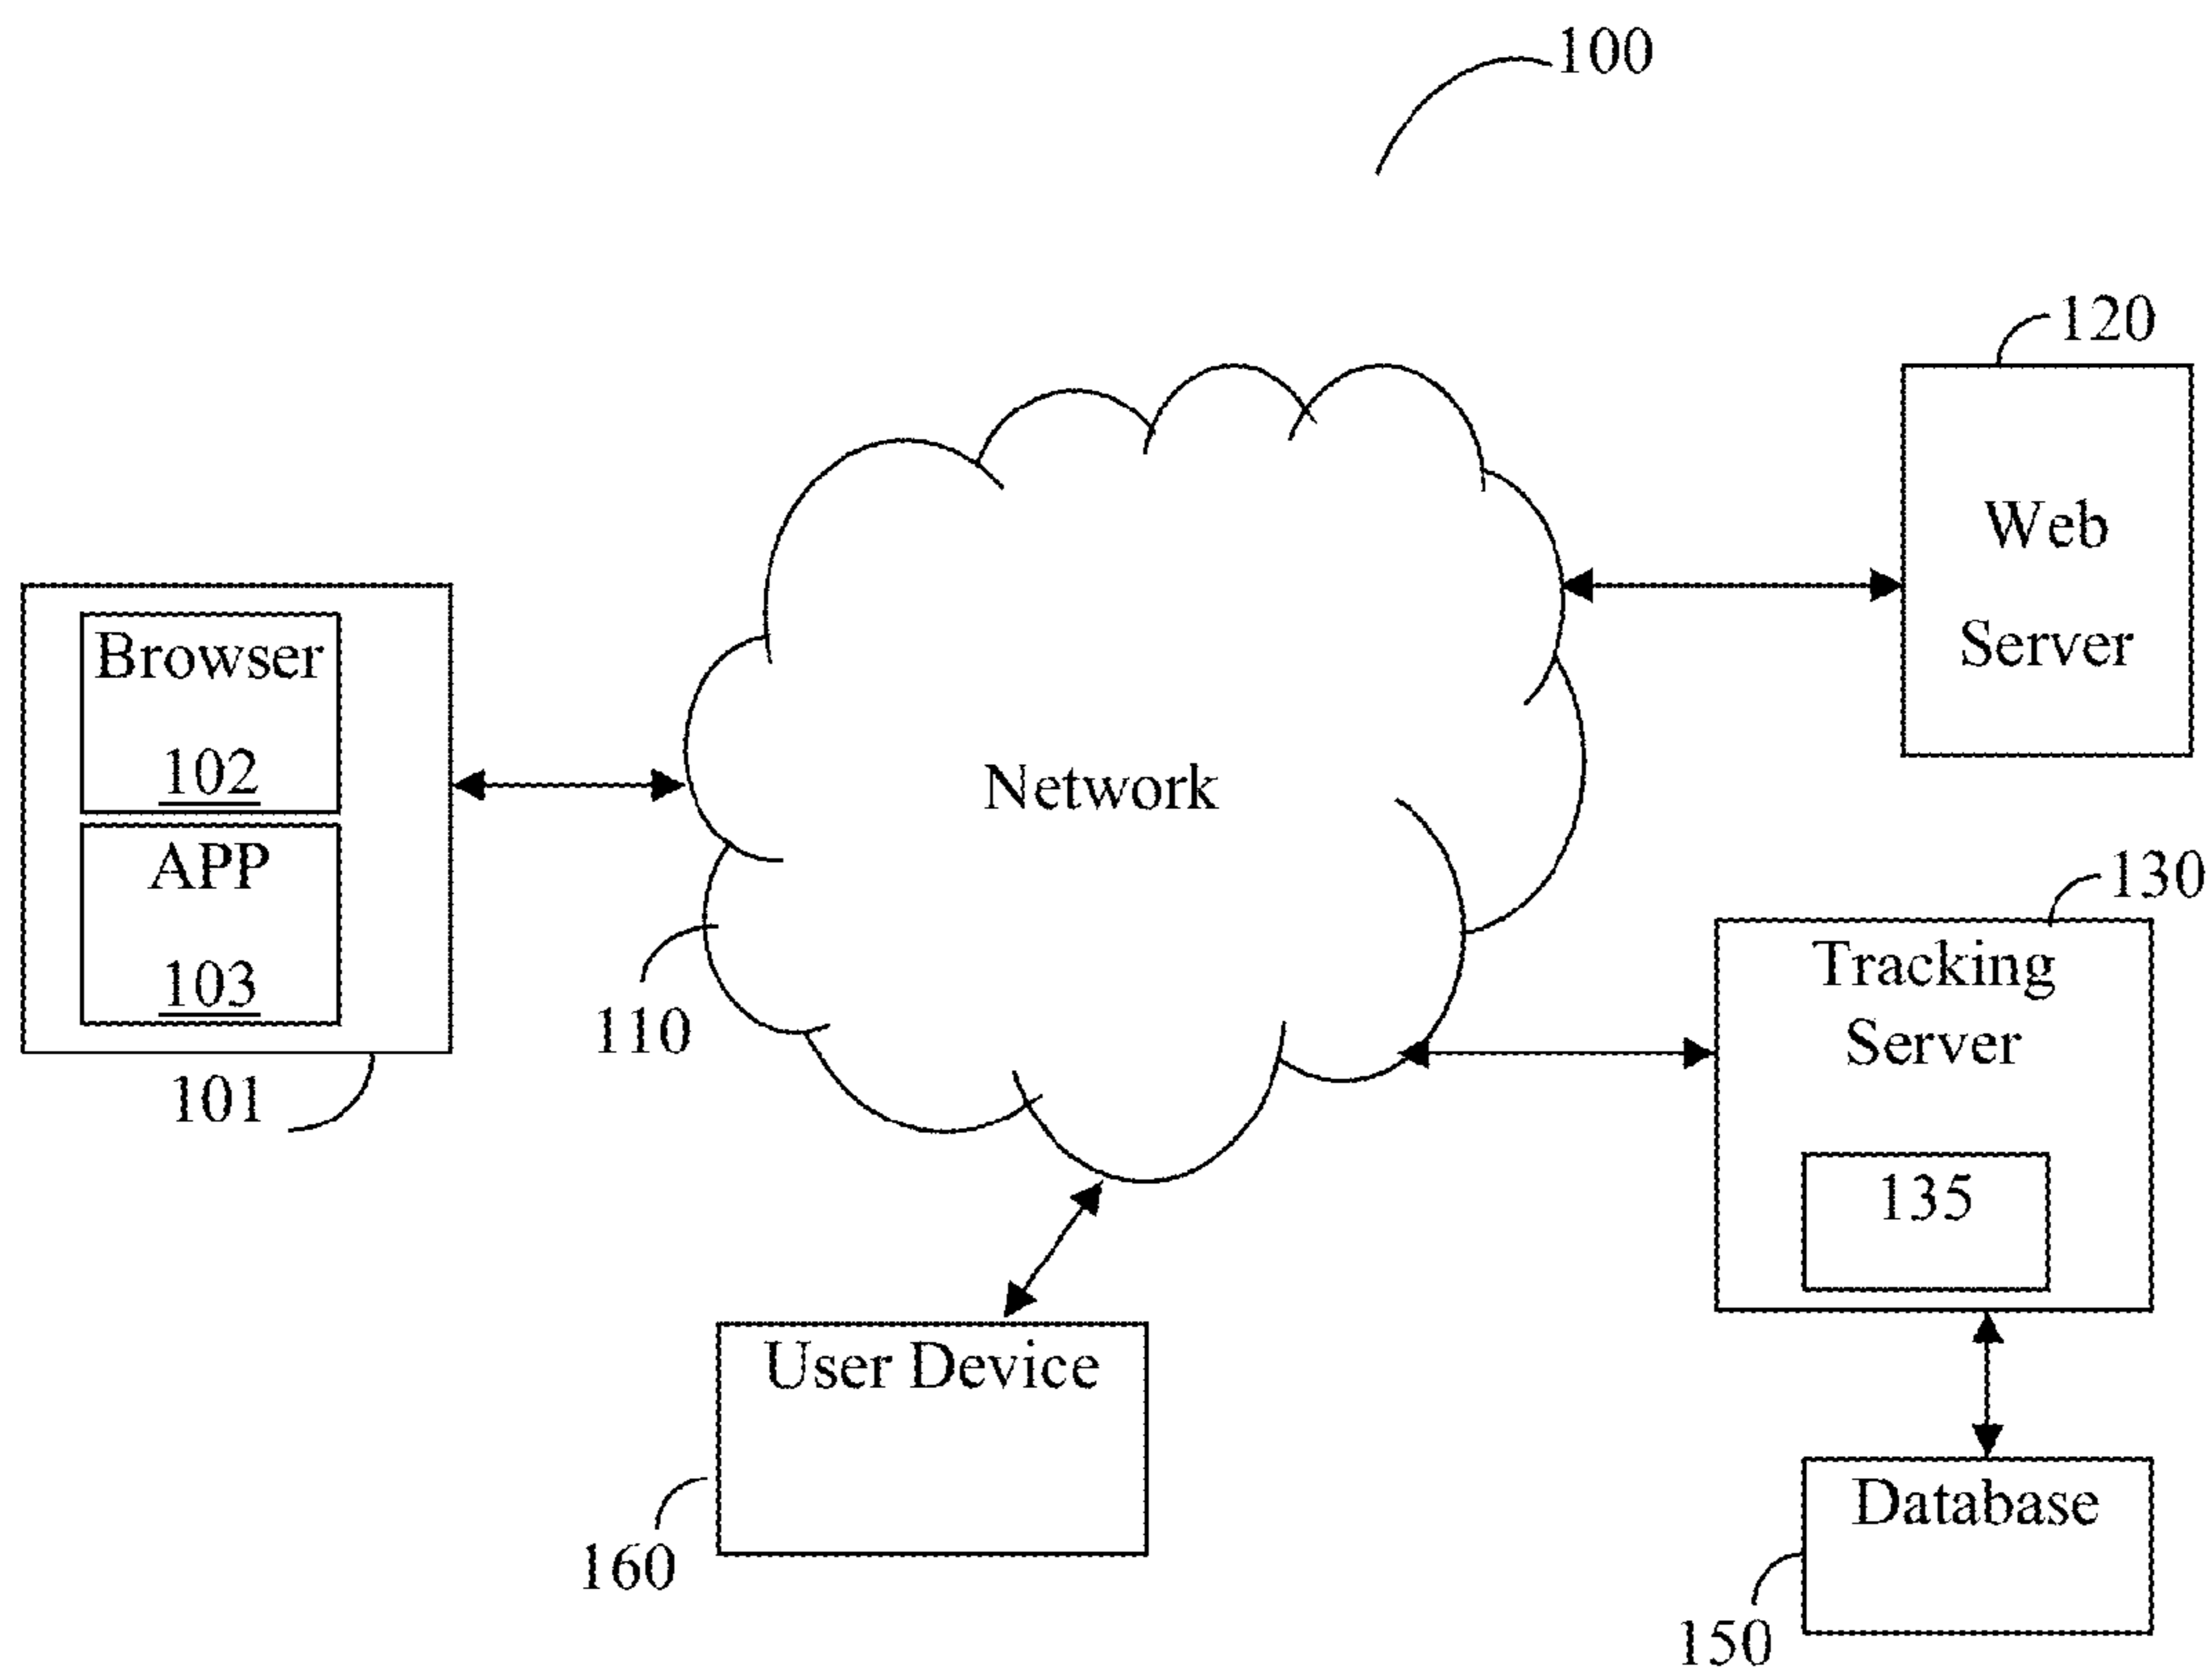 100
120
Web
Server
Browser
102
APP
103
101
Network
110
130
Tracking
Server
135
User Device
160
Database
150